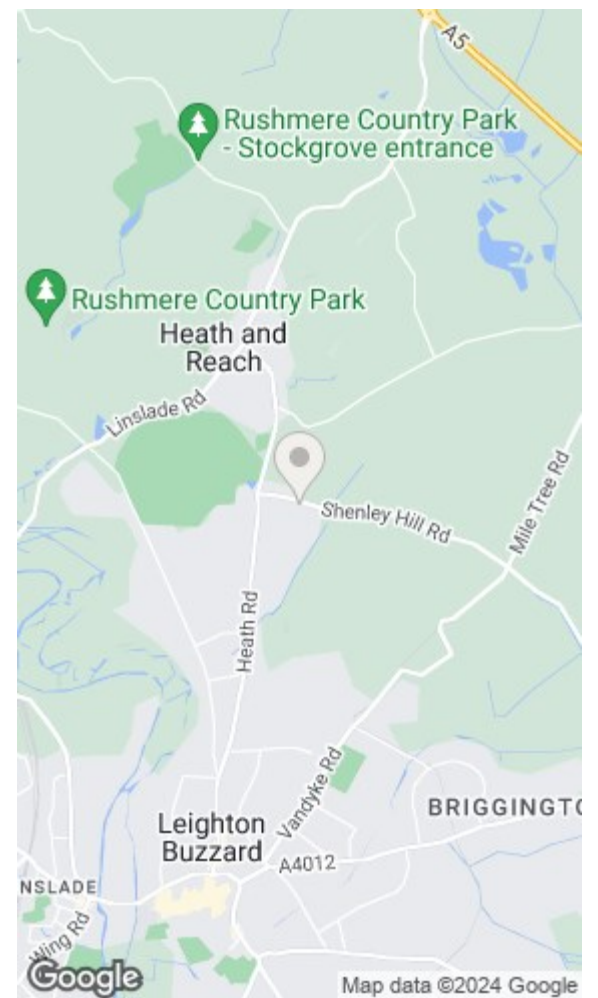 A5
Rushmere Country Park
- Stockgrove entrance
Rushmere Country Park
Heath and
Reach
Linslade Rd
Shenley Hill Rd
Mile Tree Rd
Heath Rd
Vandyke Rd
BRIGGINGTO
Leighton
Buzzard
A4012
NSLADE
Wing Rd
Google
Map data ©2024 Google